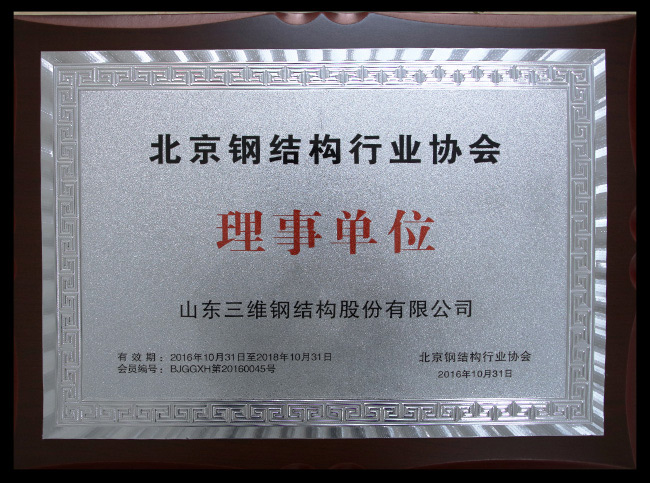 北京钢结构行业协会
理事单位
山东三维钢结构股份有限公司
有 效 期：2016年10月31日至2018年10月31日
会员编号：BJGGXH第20160045号
北京钢结构行业协会
2016年10月31日